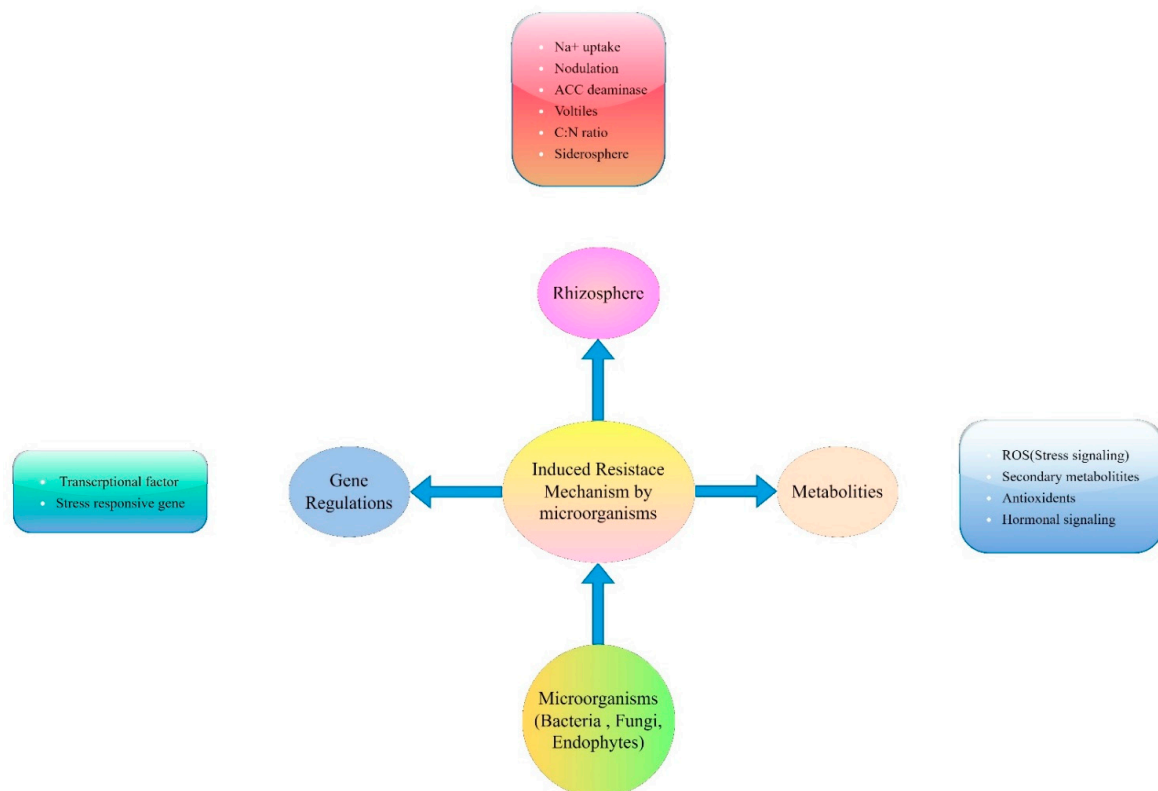 Na+ uptake
Nodulation
ACC deaminase
Voltiles
C:N ratio
Siderosphere
Rhizosphere
Transcrptional factor
Stress responsive gene
Gene
Regulations
Induced Resistace
Mechanism by
microorganisms
Metabolities
ROS(Stress signaling)
Secondary metabolitites
Antioxidents
Hormonal signaling
Microorganisms
(Bacteria , Fungi,
Endophytes)